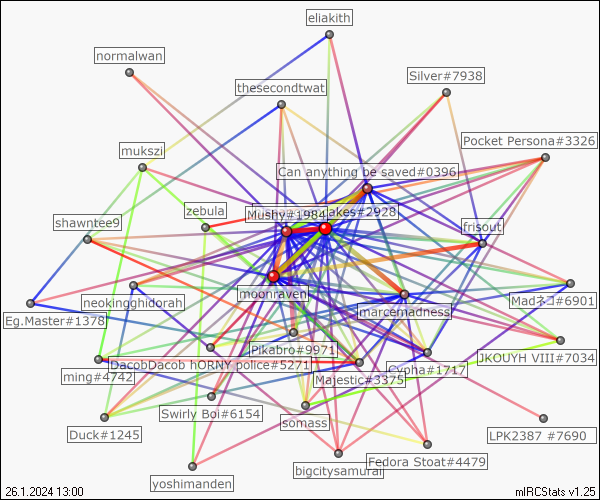 eliakith
normalwan
Silver#7938
thesecondtwat
Pocket Persona#3326
mukszi
Can anything be saved#0396
zebula
Mushy#1984
akes#2928
shawntee9
frisout
moonraven
neokingghidorah
Madネコ#6901
marcemadness
Eg.Master#1378
Pikabro#9971
JKOUYH VIII#7034
DacobDacob hORNY police#5271
Cypha#1717
ming#4742
Majestic#3375
Swirly Boi#6154
somass
Duck#1245
LPK2387 #7690
Fedora Stoat#4479
bigcitysamurai
yoshimanden
26.1.2024 13:00
mIRCStats v1.25